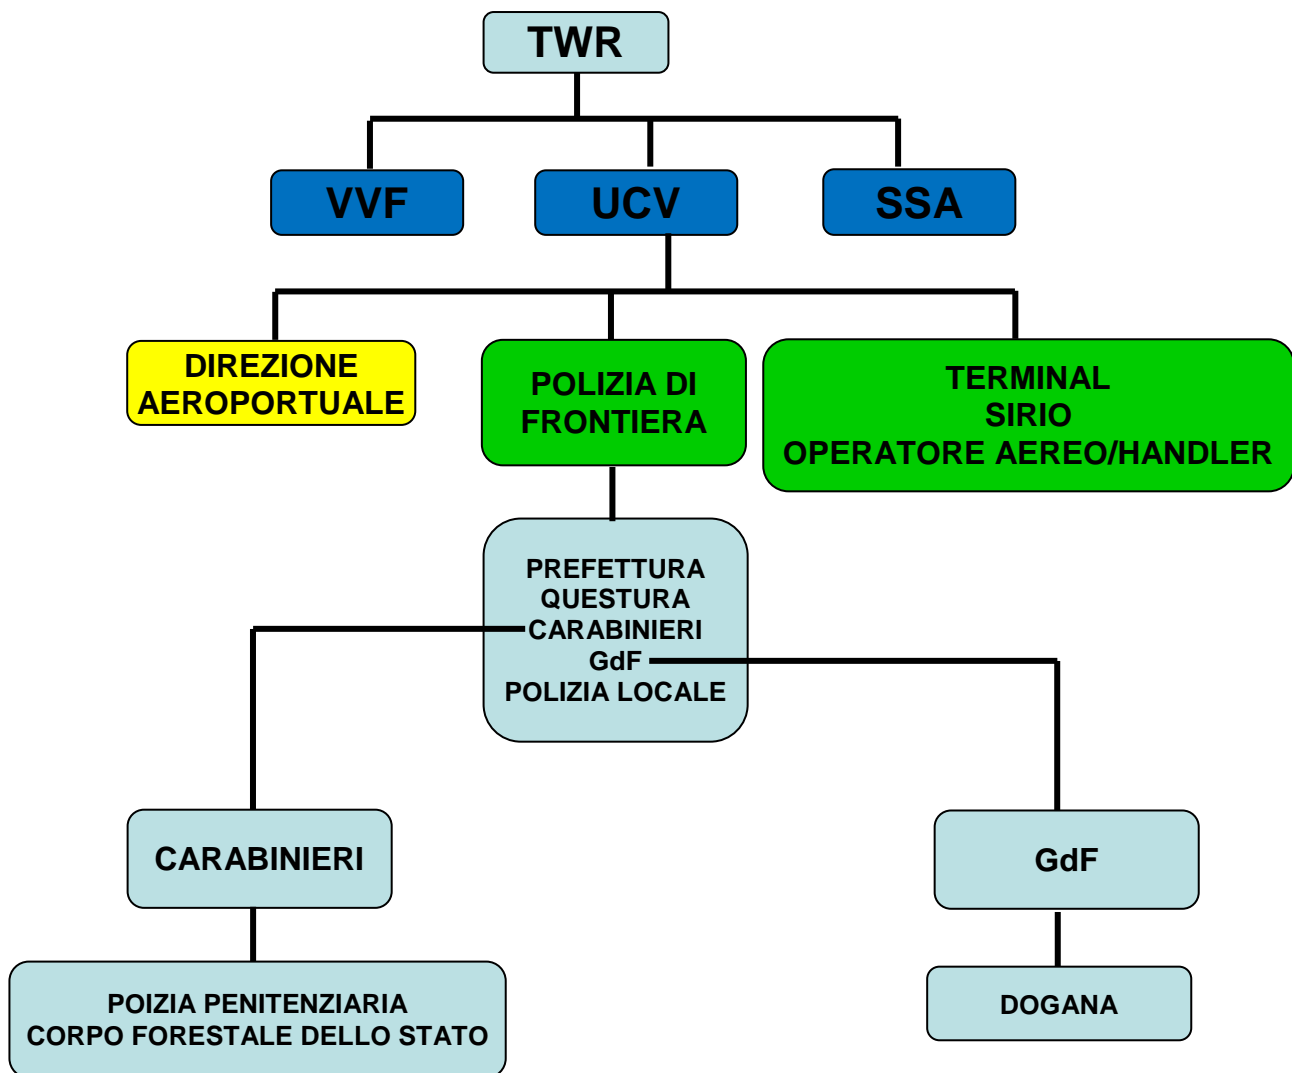 TWR
VVF
UCV
SSA
DIREZIONE
AEROPORTUALE
POLIZIA DI
FRONTIERA
TERMINAL
SIRIO
OPERATORE AEREO/HANDLER
PREFETTURA
QUESTURA
CARABINIERI
GdF
POLIZIA LOCALE
CARABINIERI
GdF
POIZIA PENITENZIARIA
CORPO FORESTALE DELLO STATO
DOGANA